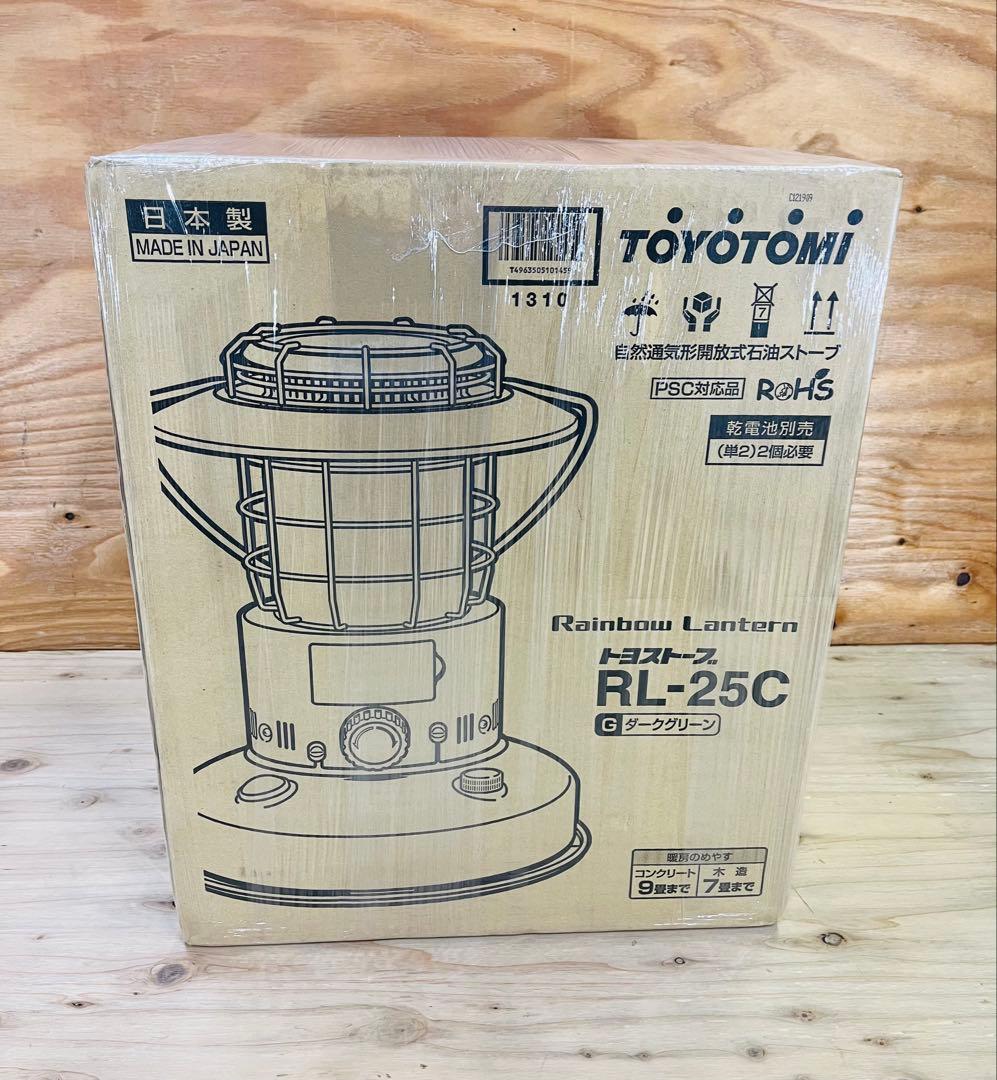 C121909
日本製
MADE IN JAPAN
1310
TOYOTOMI
7
自然通気形開放式石油ストーブ
PSC対応品
RoHS
乾電池別売
(単2)2個必要
Rainbow Lantern
トヨストーブ
RL-25C
G ダークグリーン
暖房のめやす
コンクリート 木造
9畳まで 7畳まで